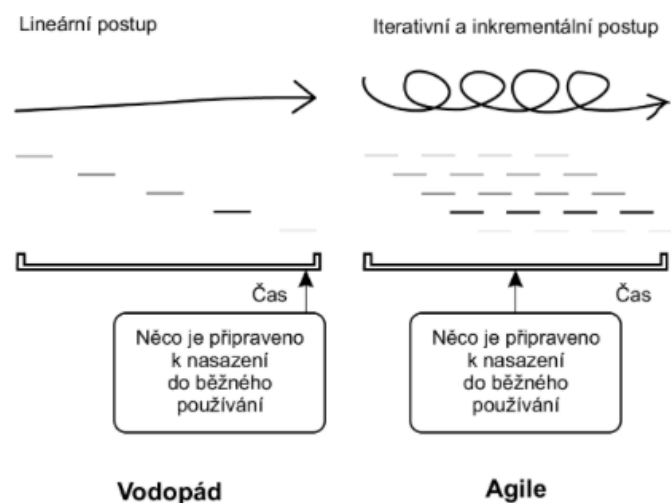 Lineární postup
Iterativní a inkrementální postup
Čas
Něco je připraveno
k nasazení
do běžného
používání
Vodopád
Čas
Něco je připraveno
k nasazení
do běžného
používání
Agile